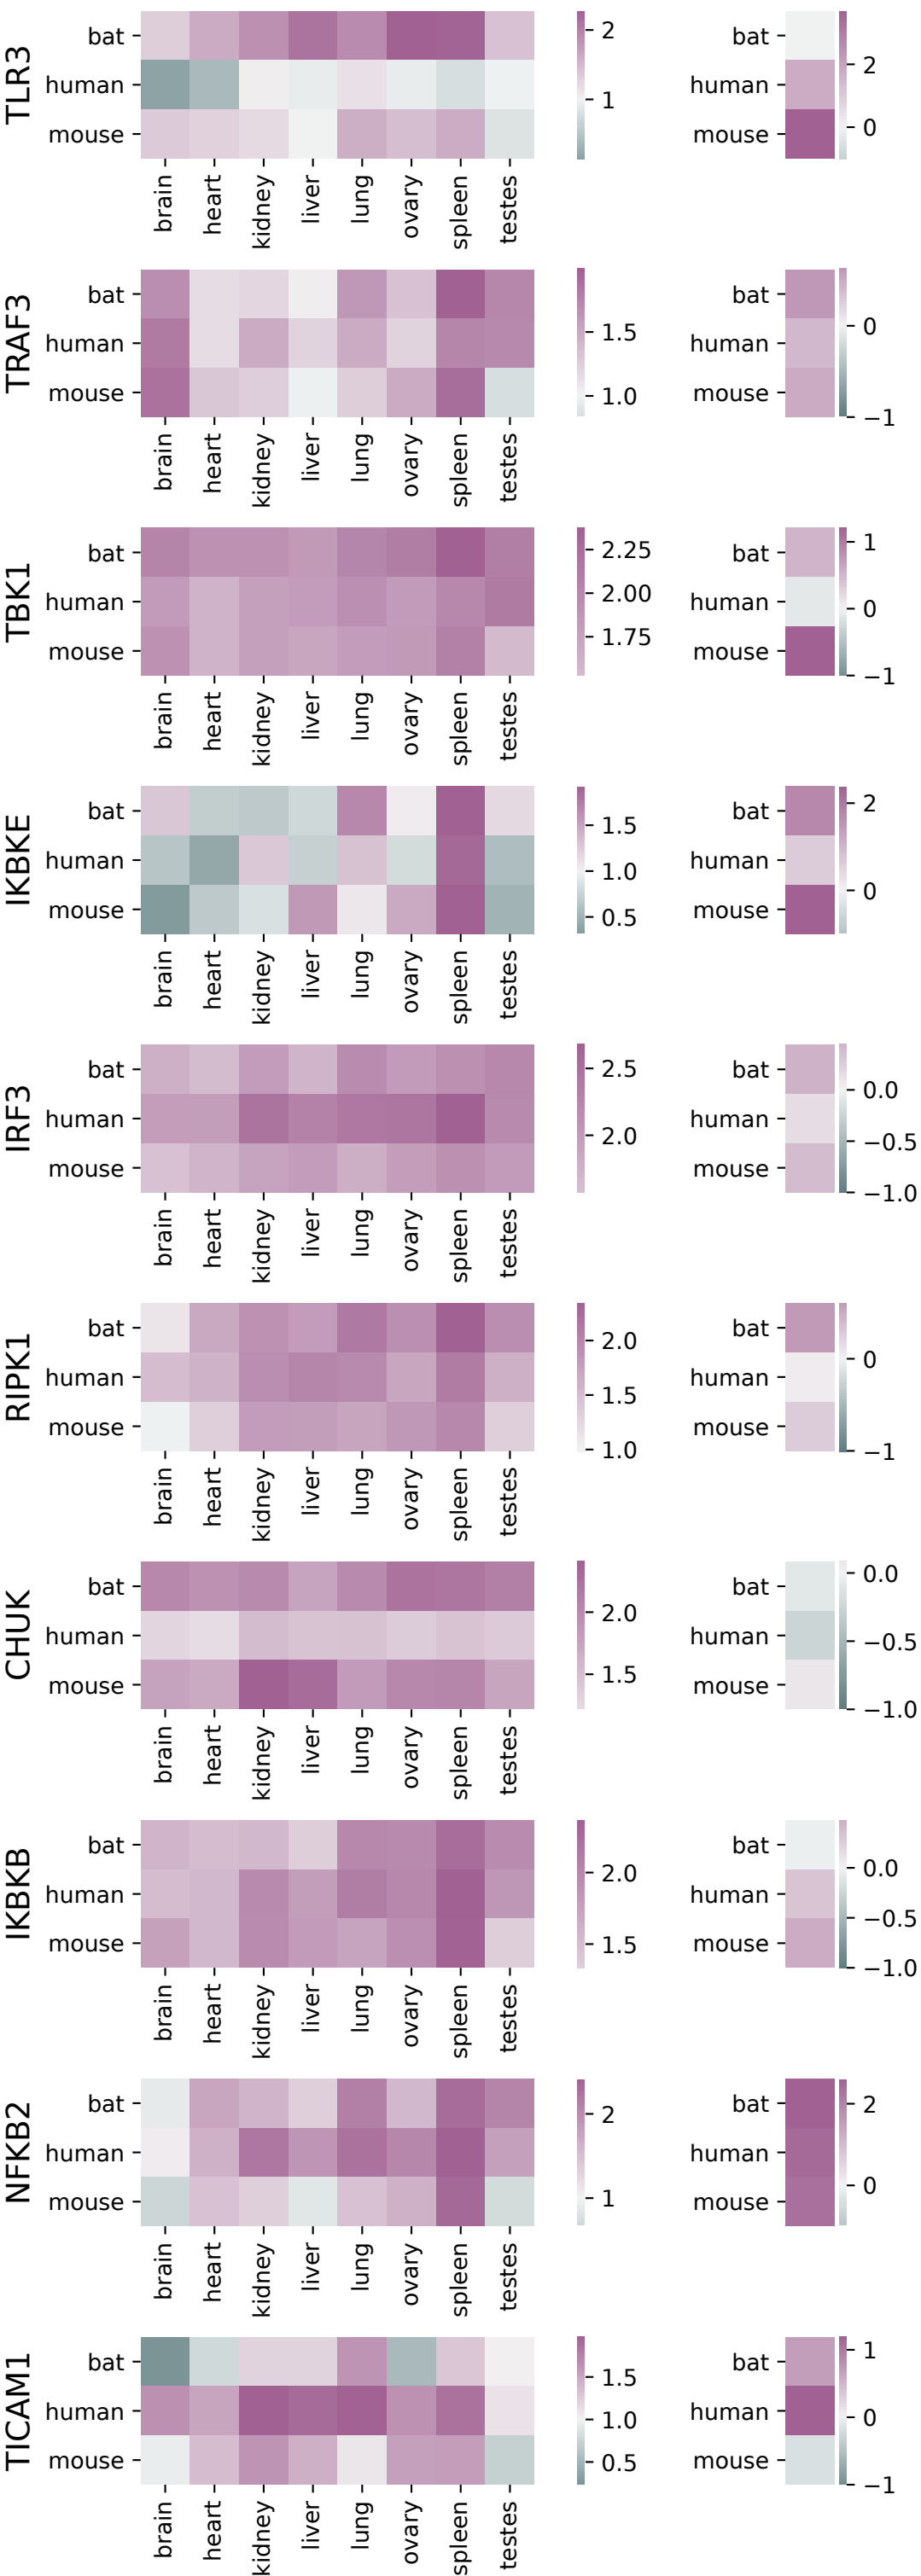 TLR3
bat
human
mouse
brain heart kidney liver lung ovary spleen testes
2
1
bat
human
mouse
2
0
TRAF3
bat
human
mouse
brain heart kidney liver lung ovary spleen testes
1.5
1.0
bat
human
mouse
0
−1
TBK1
bat
human
mouse
brain heart kidney liver lung ovary spleen testes
2.25
2.00
1.75
bat
human
mouse
1
0
−1
IKBKE
bat
human
mouse
brain heart kidney liver lung ovary spleen testes
1.5
1.0
0.5
bat
human
mouse
2
0
IRF3
bat
human
mouse
brain heart kidney liver lung ovary spleen testes
2.5
2.0
bat
human
mouse
0.0
−0.5
−1.0
RIPK1
bat
human
mouse
brain heart kidney liver lung ovary spleen testes
2.0
1.5
1.0
bat
human
mouse
0
−1
CHUK
bat
human
mouse
brain heart kidney liver lung ovary spleen testes
2.0
1.5
bat
human
mouse
0.0
−0.5
−1.0
IKBKB
bat
human
mouse
brain heart kidney liver lung ovary spleen testes
2.0
1.5
bat
human
mouse
0.0
−0.5
−1.0
NFKB2
bat
human
mouse
brain heart kidney liver lung ovary spleen testes
2
1
bat
human
mouse
2
0
TICAM1
bat
human
mouse
brain heart kidney liver lung ovary spleen testes
1.5
1.0
0.5
bat
human
mouse
1
0
−1